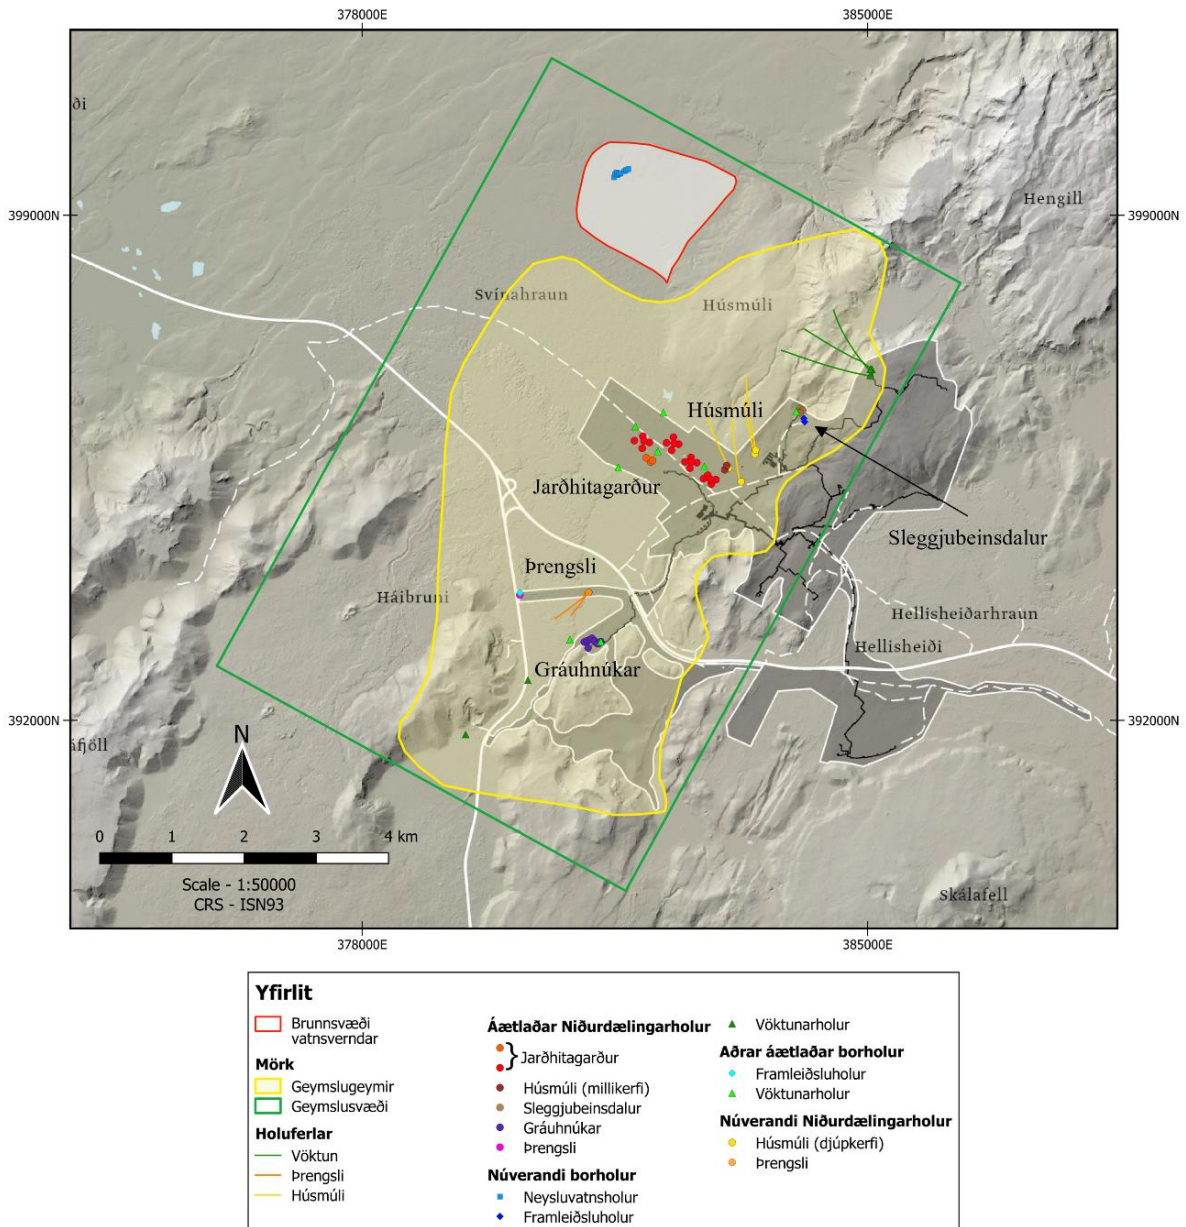 378000E
385000E
ði
Hengill
399000N
399000N
Svínahraun
Húsmúli
Húsmúli
Jarðhitagarður
Sleggjubeinsdalur
Þrengsli
Háibruni
Hellisheiðarhraun
Hellisheiði
Gráuhnúkar
392000N
392000N
áfjöll
N
0 1 2 3 4 km
Scale - 1:50000
CRS - ISN93
Skálafell
378000E
385000E
Yfirlit
Brunnsvæði
vatnsverndar
Mörk
Geymslugeymir
Geymslusvæði
Holuferlar
Vöktun
Þrengsli
Húsmúli
Áætlaðar Niðurdælingarholur
Jarðhitagarður
Húsmúli (millikerfi)
Sleggjubeinsdalur
Gráuhnúkar
Þrengsli
Núverandi borholur
Neysluvatnsholur
Framleiðsluholur
Vöktunarholur
Aðrar áætlaðar borholur
Framleiðsluholur
Vöktunarholur
Núverandi Niðurdælingarholur
Húsmúli (djúpkerfi)
Þrengsli